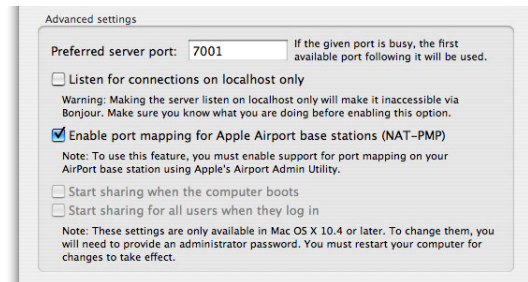 Advanced settings
Preferred server port: 7001 If the given port is busy, the first
available port following it will be used.
Listen for connections on localhost only
Warning: Making the server listen on localhost only will make it inaccessible via
Bonjour. Make sure you know what you are doing before enabling this option.
Enable port mapping for Apple Airport base stations (NAT-PMP)
Note: To use this feature, you must enable support for port mapping on your
AirPort base station using Apple's Airport Admin Utility.
Start sharing when the computer boots
Start sharing for all users when they log in
Note: These settings are only available in Mac OS X 10.4 or later. To change them, you
will need to provide an administrator password. You must restart your computer for
changes to take effect.